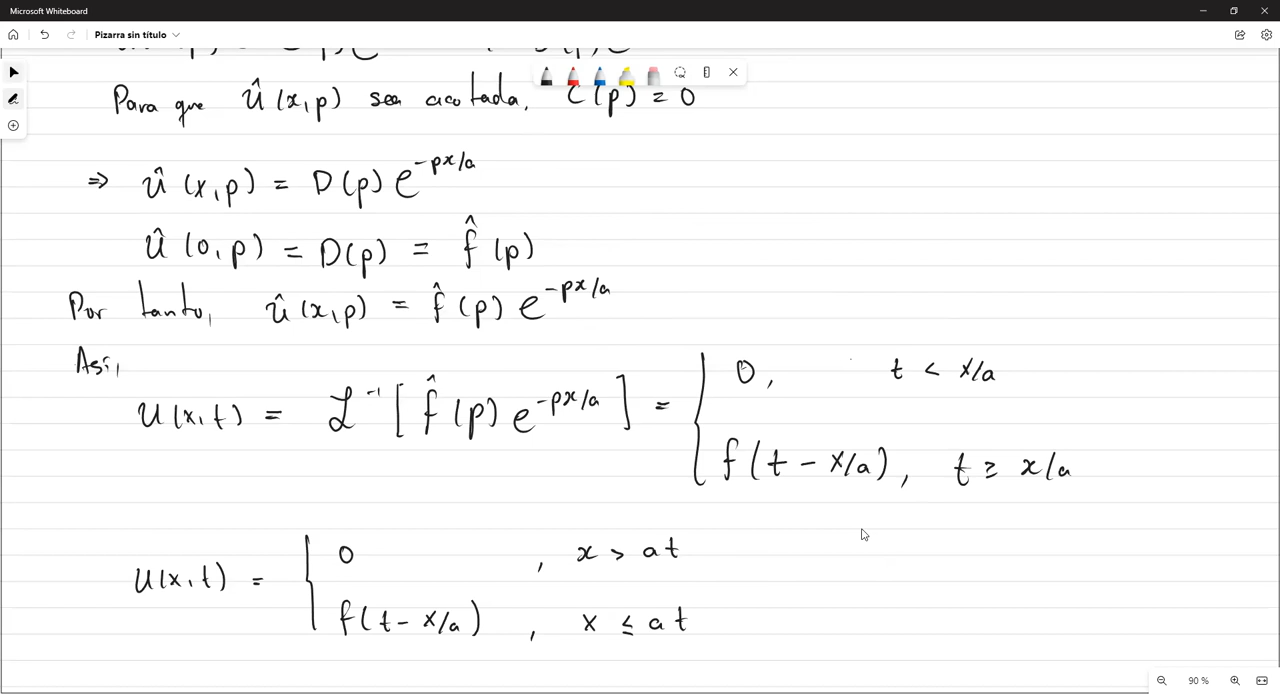 Microsoft Whiteboard
Pizarra sin título
Para que û(x,p) sea acotada, C(p) = 0
⇒ û(x,p) = D(p) e^{-px/a}
û(0,p) = D(p) = f̂(p)
Por tanto, û(x,p) = f̂(p) e^{-px/a}
Así,
u(x,t) = ℒ^{-1}[f̂(p) e^{-px/a}] = { 0, t < x/a
f(t - x/a), t ≥ x/a
u(x,t) = { 0, x > at
f(t - x/a), x ≤ at
90 %